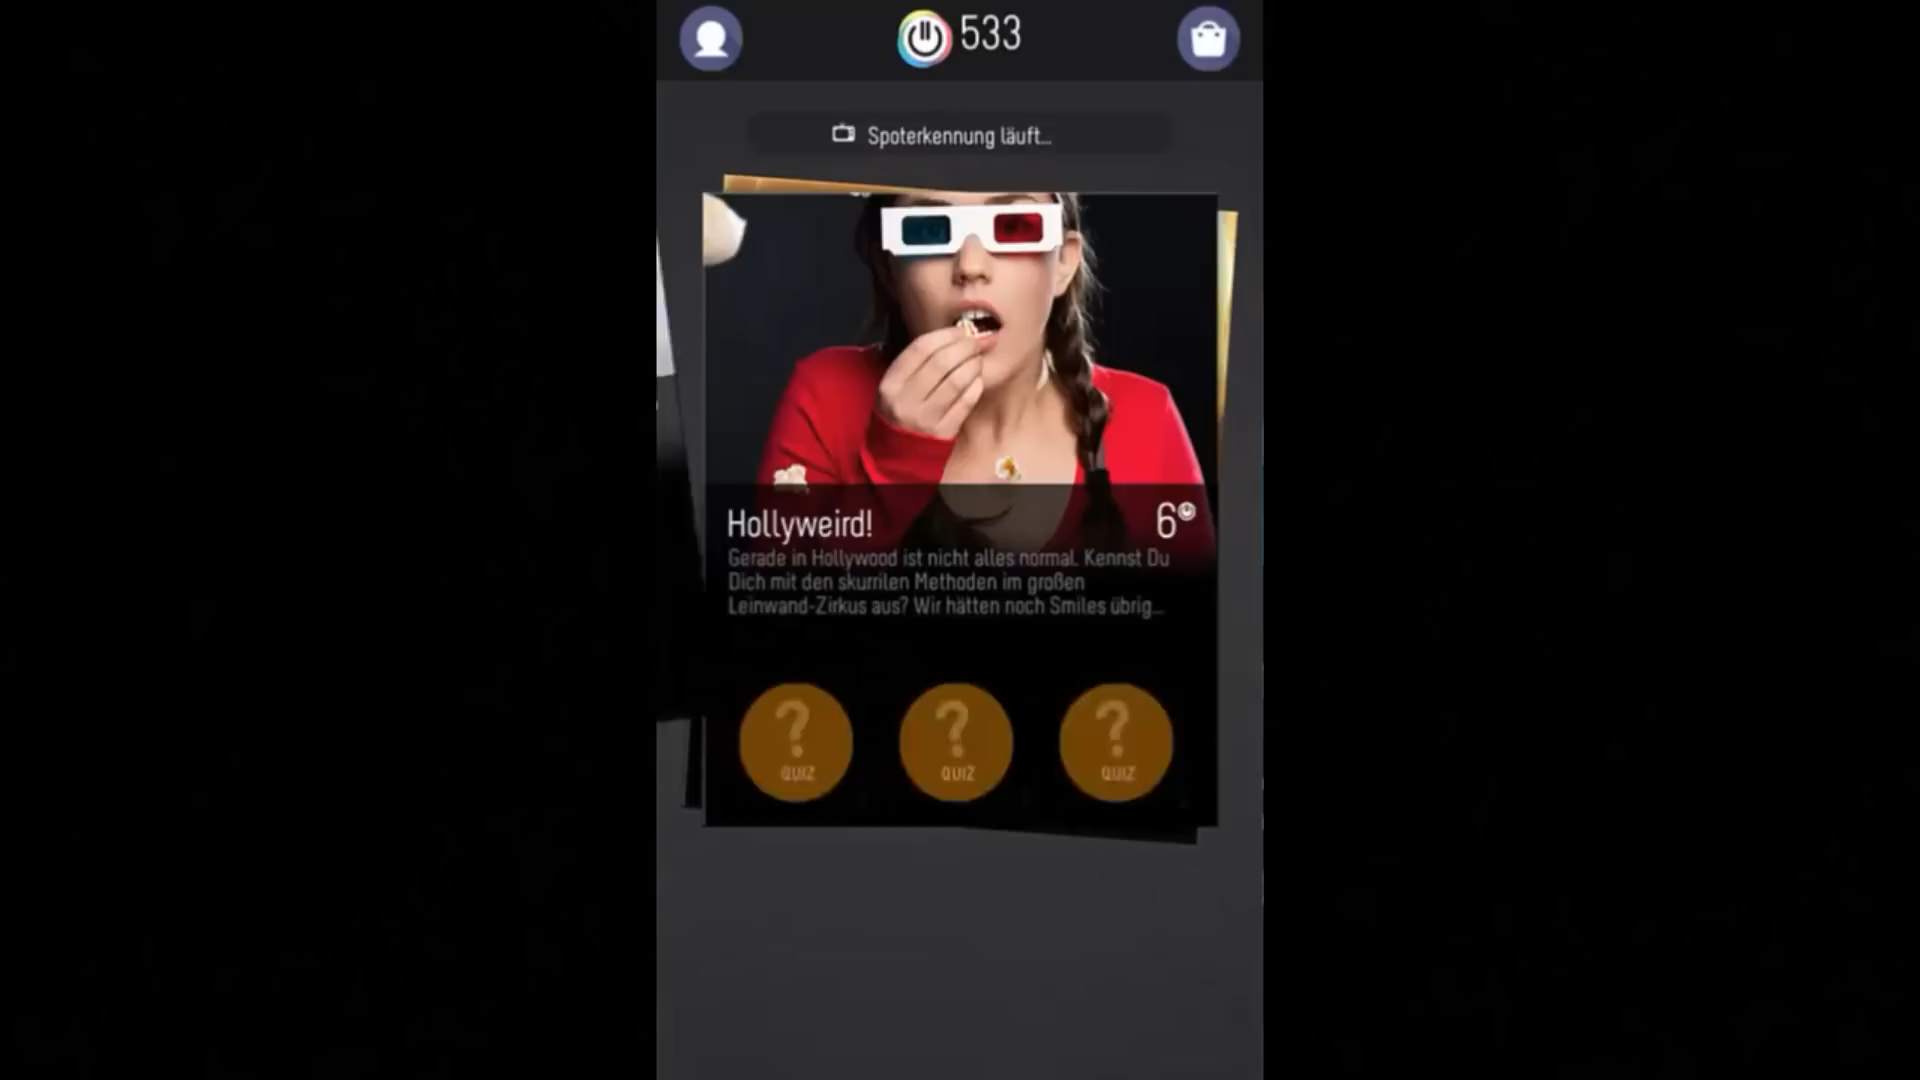 533
Spoterkennung läuft...
Hollyweird!
6
Gerade in Hollywood ist nicht alles normal. Kennst Du
Dich mit den skurrilen Methoden im großen
Leinwand-Zirkus aus? Wir hätten noch Smiles übrig...
QUIZ
QUIZ
QUIZ